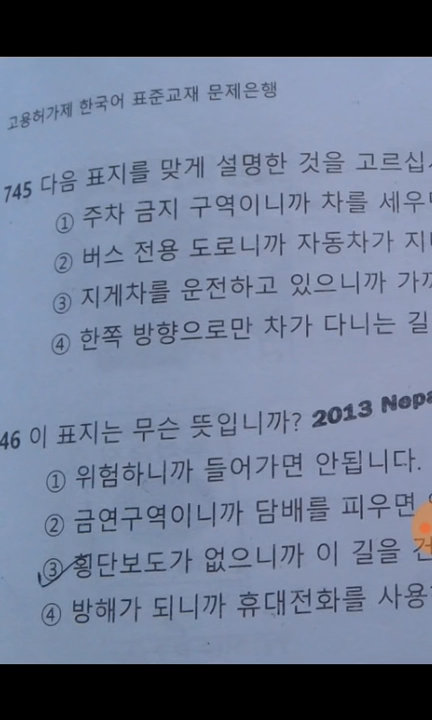 고용허가제 한국어 표준교재 문제은행
745 다음 표지를 맞게 설명한 것을 고르십
① 주차 금지 구역이니까 차를 세우
② 버스 전용 도로니까 자동차가 지
③ 지게차를 운전하고 있으니까 가
④ 한쪽 방향으로만 차가 다니는 길
46 이 표지는 무슨 뜻입니까? 2013 Nepa
① 위험하니까 들어가면 안됩니다.
② 금연구역이니까 담배를 피우면
③ 횡단보도가 없으니까 이 길을 건
④ 방해가 되니까 휴대전화를 사용